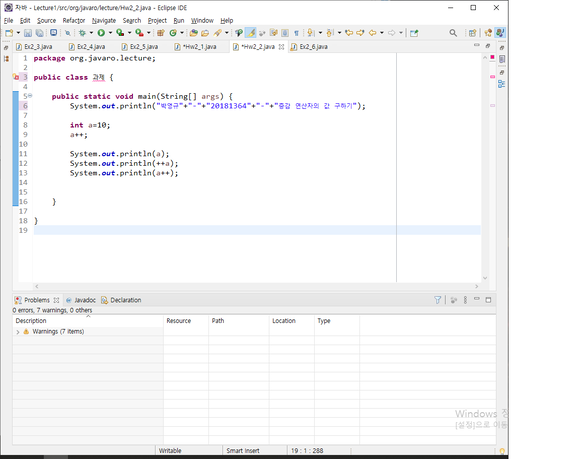 자바 - Lecture1/src/org/javaro/lecture/Hw2_2.java - Eclipse IDE
File Edit Source Refactor Navigate Search Project Run Window Help
Ex2_3.java Ex2_4.java Ex2_5.java *Hw2_1.java *Hw2_2.java Ex2_6.java
1 package org.javaro.lecture;
2
3 public class 과제 {
4
5 public static void main(String[] args) {
6 System.out.println("박영규"+"-"+"20181364"+"-"+"증감 연산자의 값 구하기");
7
8 int a=10;
9 a++;
10
11 System.out.println(a);
12 System.out.println(++a);
13 System.out.println(a++);
14
15
16 }
17
18 }
19
Problems Javadoc Declaration
0 errors, 7 warnings, 0 others
Description Resource Path Location Type
Warnings (7 items)
Windows 정
[설정]으로 이동
Writable Smart Insert 19 : 1 : 288